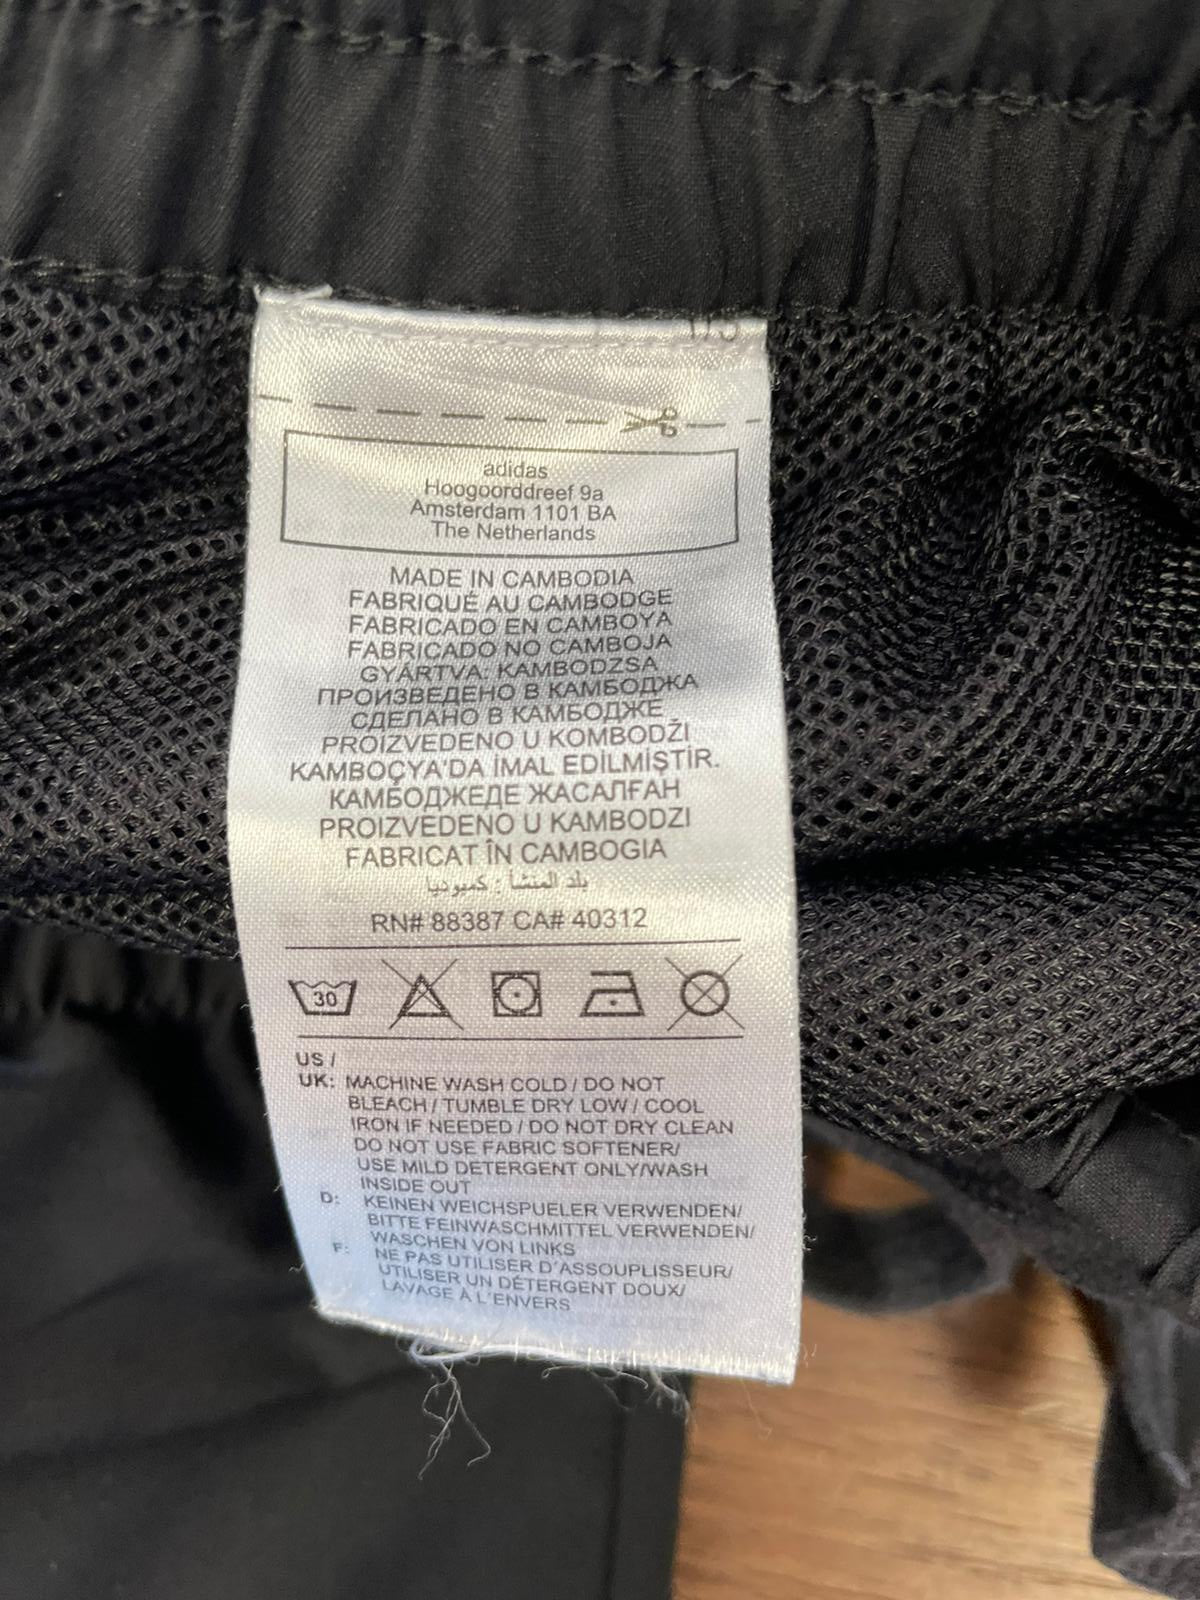 adidas
Hoogoorddreef 9a
Amsterdam 1101 BA
The Netherlands
MADE IN CAMBODIA
FABRIQUÉ AU CAMBODGE
FABRICADO EN CAMBOYA
FABRICADO NO CAMBOJA
GYÁRTVA: KAMBODZSA
ПРОИЗВЕДЕНО В КАМБОДЖА
СДЕЛАНО В КАМБОДЖЕ
PROIZVEDENO U KOMBODŽI
KAMBOÇYA'DA İMAL EDİLMİŞTİR.
КАМБОДЖЕДЕ ЖАСАЛҒАН
PROIZVEDENO U KAMBODZI
FABRICAT ÎN CAMBOGIA
بلد المنشأ: كمبوديا
RN# 88387 CA# 40312
30
US /
UK: MACHINE WASH COLD / DO NOT
BLEACH / TUMBLE DRY LOW / COOL
IRON IF NEEDED / DO NOT DRY CLEAN
DO NOT USE FABRIC SOFTENER/
USE MILD DETERGENT ONLY/WASH
INSIDE OUT
D: KEINEN WEICHSPUELER VERWENDEN/
BITTE FEINWASCHMITTEL VERWENDEN/
WASCHEN VON LINKS
F: NE PAS UTILISER D'ASSOUPLISSEUR/
UTILISER UN DÉTERGENT DOUX/
LAVAGE À L'ENVERS